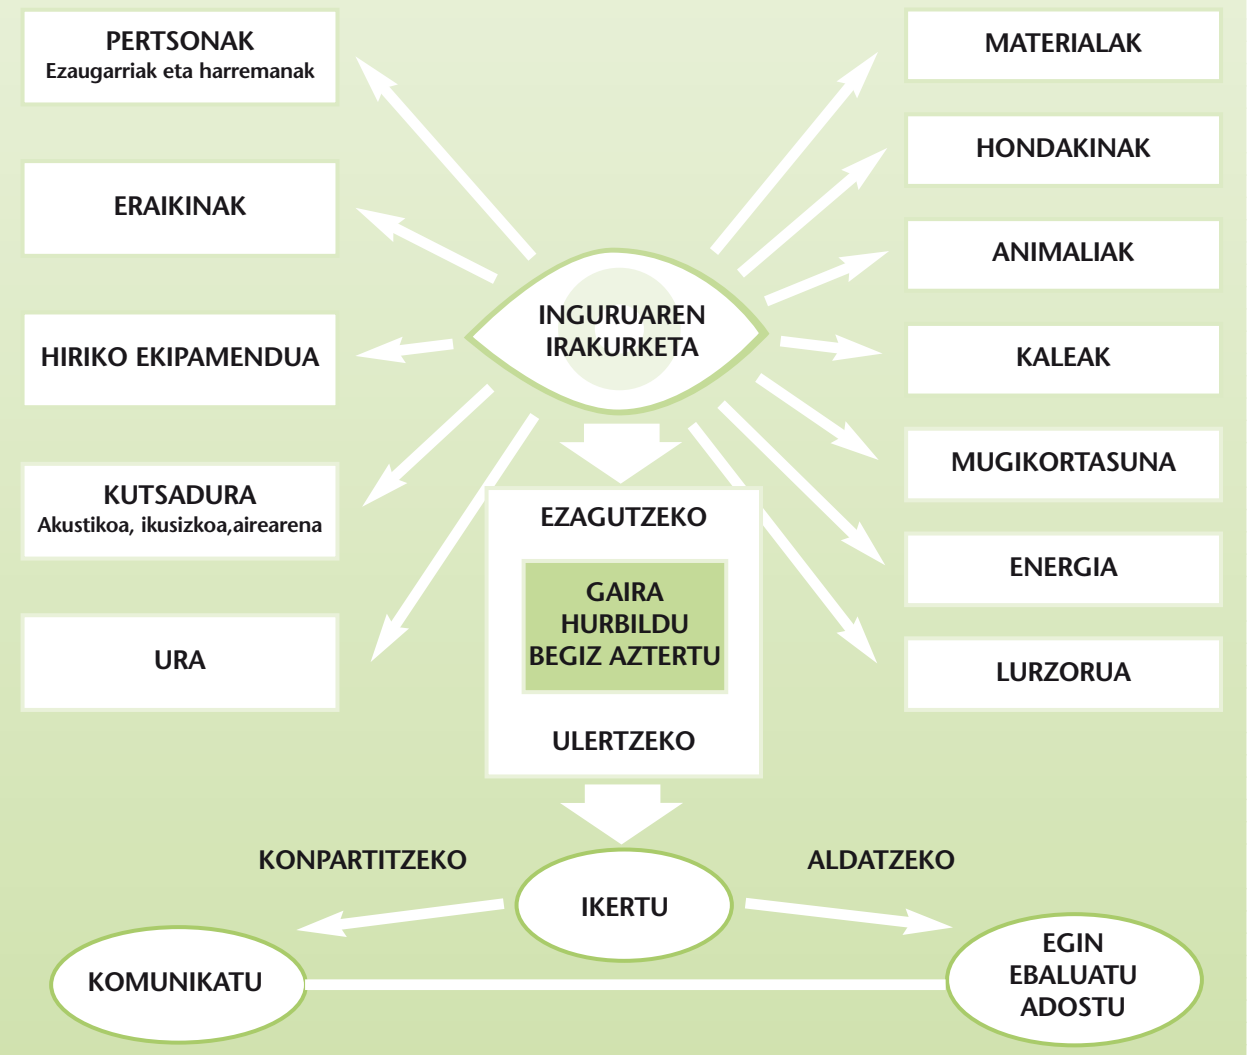 PERTSONAK
Ezaugarriak eta harremanak
ERAIKINAK
HIRIKO EKIPAMENDUA
KUTSADURA
Akustikoa, ikusizkoa,airearena
URA
INGURUAREN
IRAKURKETA
MATERIALAK
HONDAKINAK
ANIMALIAK
KALEAK
MUGIKORTASUNA
ENERGIA
LURZORUA
EZAGUTZEKO
GAIRA
HURBILDU
BEGIZ AZTERTU
ULERTZEKO
KONPARTITZEKO
ALDATZEKO
IKERTU
KOMUNIKATU
EGIN
EBALUATU
ADOSTU